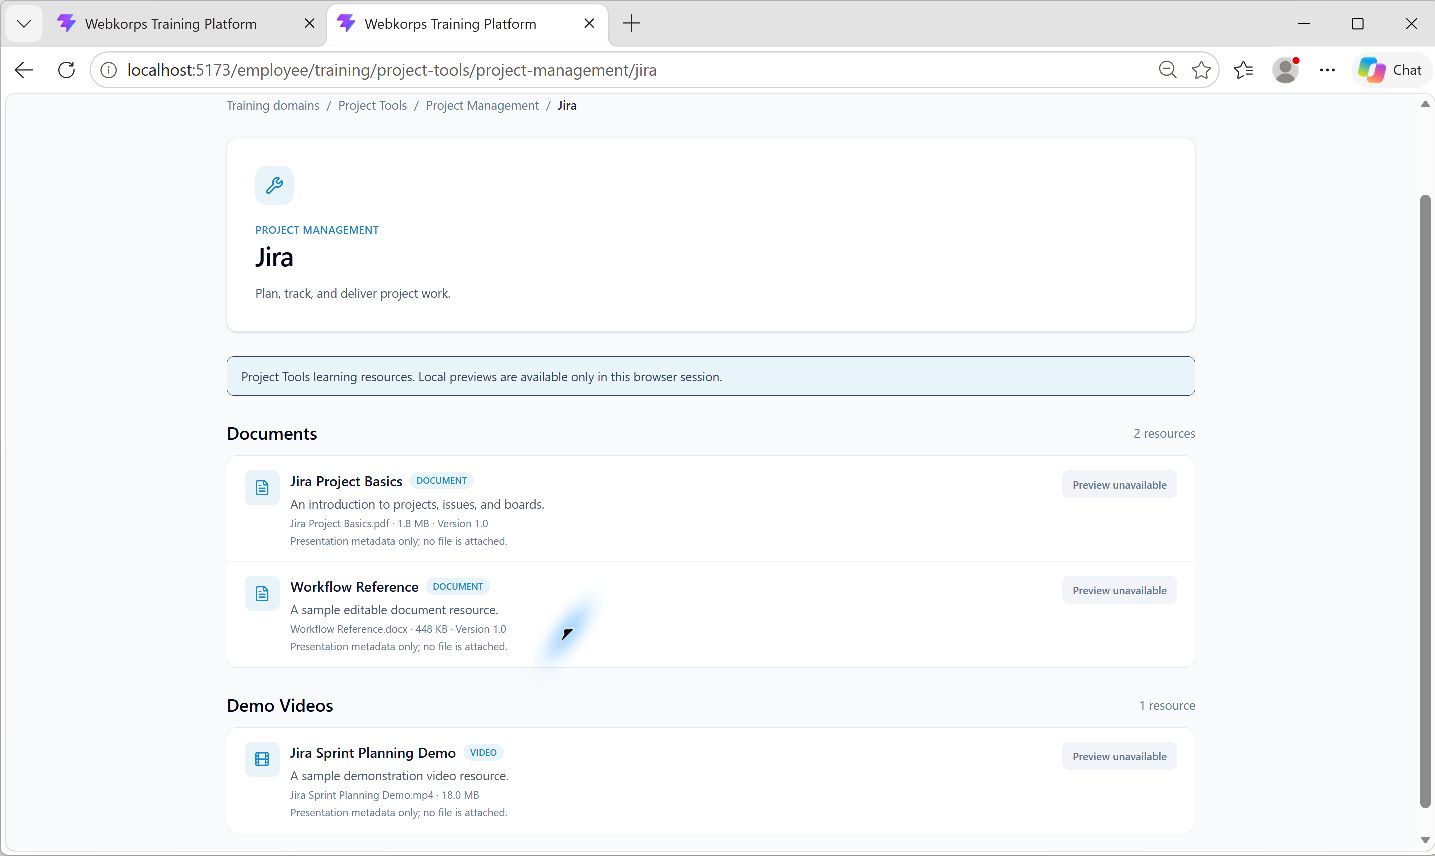 Webkorps Training Platform
Webkorps Training Platform
localhost:5173/employee/training/project-tools/project-management/jira
Chat
Training domains / Project Tools / Project Management / Jira
PROJECT MANAGEMENT
Jira
Plan, track, and deliver project work.
Project Tools learning resources. Local previews are available only in this browser session.
Documents
2 resources
Jira Project Basics DOCUMENT
Preview unavailable
An introduction to projects, issues, and boards.
Jira Project Basics.pdf · 1.8 MB · Version 1.0
Presentation metadata only; no file is attached.
Workflow Reference DOCUMENT
Preview unavailable
A sample editable document resource.
Workflow Reference.docx · 448 KB · Version 1.0
Presentation metadata only; no file is attached.
Demo Videos
1 resource
Jira Sprint Planning Demo VIDEO
Preview unavailable
A sample demonstration video resource.
Jira Sprint Planning Demo.mp4 · 18.0 MB
Presentation metadata only; no file is attached.